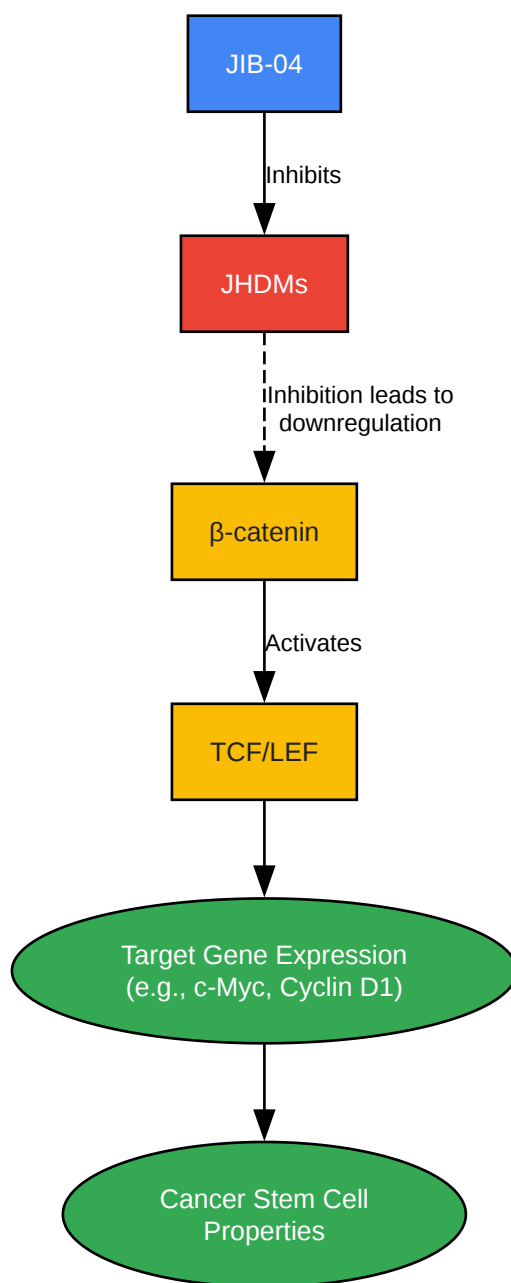 JIB-04
Inhibits
JHDMs
Inhibition leads to
downregulation
β-catenin
Activates
TCF/LEF
Target Gene Expression
(e.g., c-Myc, Cyclin D1)
Cancer Stem Cell
Properties